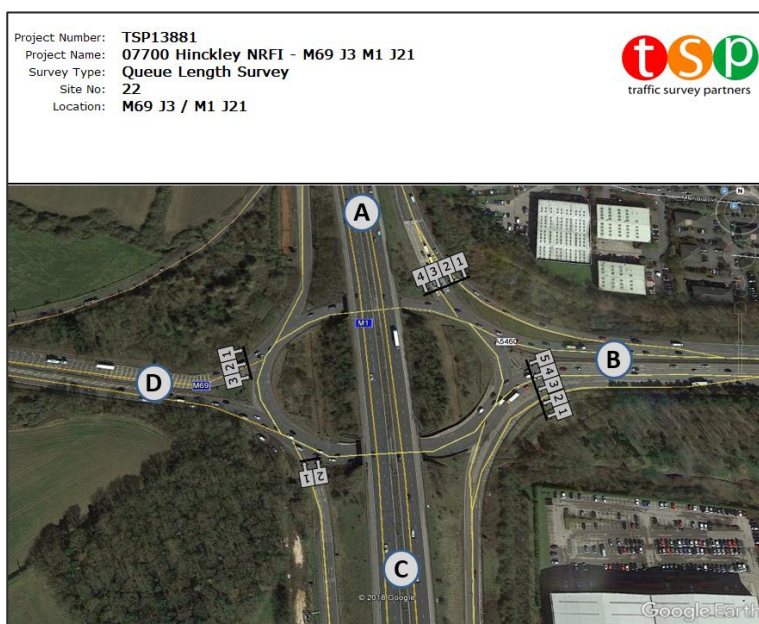 Project Number: TSP13881
Project Name: 07700 Hinckley NRFI - M69 J3 M1 J21
Survey Type: Queue Length Survey
Site No: 22
Location: M69 J3 / M1 J21
tsp
traffic survey partners
A
N
4 3 2 1
M1
A5460
B
3 2 1
D
M69
5 4 3 2 1
1 2
C
© 2018 Google
Google Earth